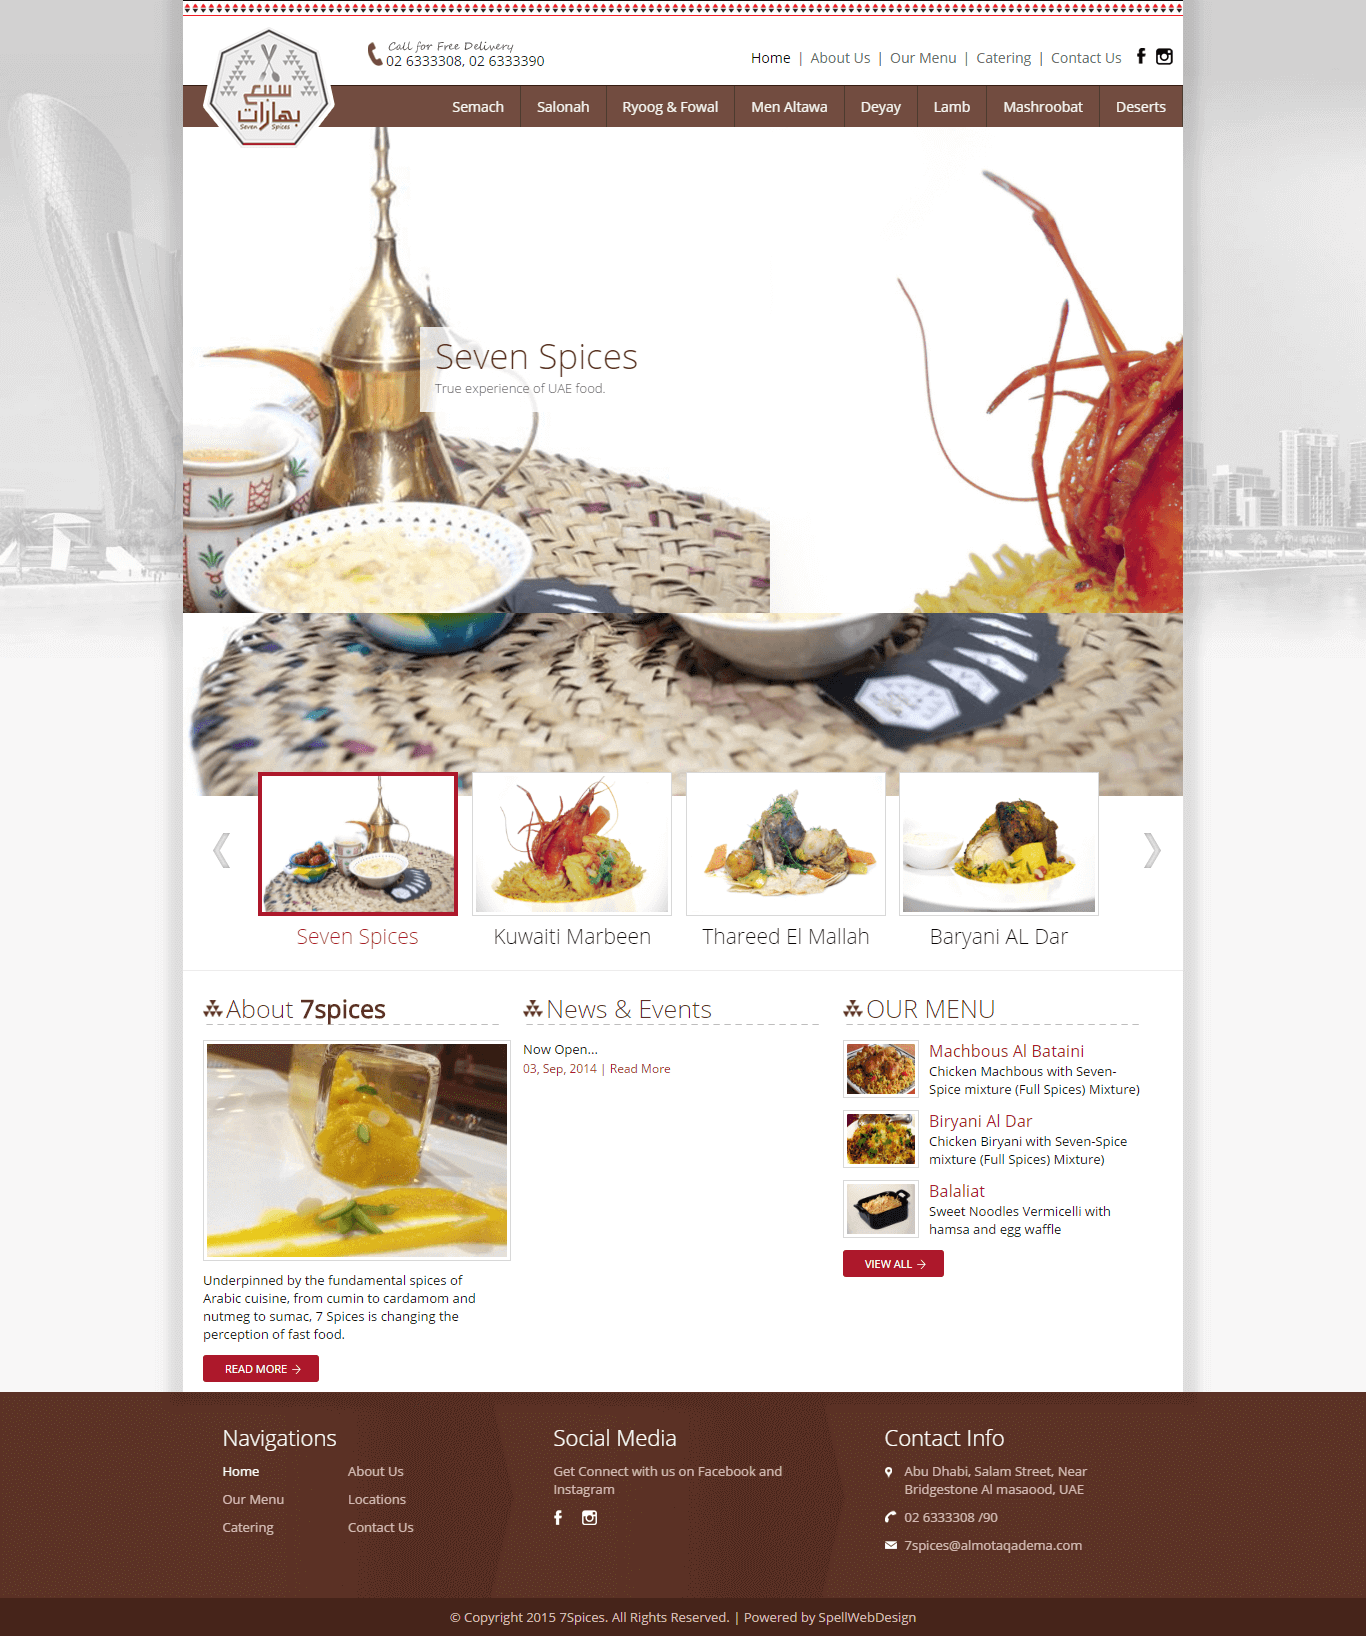 سبع
بهارات
Seven Spices
Call for Free Delivery
02 6333308, 02 6333390
Home | About Us | Our Menu | Catering | Contact Us
Semach Salonah Ryoog & Fowal Men Altawa Deyay Lamb Mashroobat Deserts
Seven Spices
True experience of UAE food.
Seven Spices
Kuwaiti Marbeen
Thareed El Mallah
Baryani AL Dar
About 7spices
Underpinned by the fundamental spices of
Arabic cuisine, from cumin to cardamom and
nutmeg to sumac, 7 Spices is changing the
perception of fast food.
READ MORE
News & Events
Now Open...
03, Sep, 2014 | Read More
OUR MENU
Machbous Al Bataini
Chicken Machbous with Seven-
Spice mixture (Full Spices) Mixture)
Biryani Al Dar
Chicken Biryani with Seven-Spice
mixture (Full Spices) Mixture)
Balaliat
Sweet Noodles Vermicelli with
hamsa and egg waffle
VIEW ALL
Navigations
Home
About Us
Our Menu
Locations
Catering
Contact Us
Social Media
Get Connect with us on Facebook and
Instagram
Contact Info
Abu Dhabi, Salam Street, Near
Bridgestone Al masaood, UAE
02 6333308 /90
7spices@almotaqadema.com
© Copyright 2015 7Spices. All Rights Reserved. | Powered by SpellWebDesign